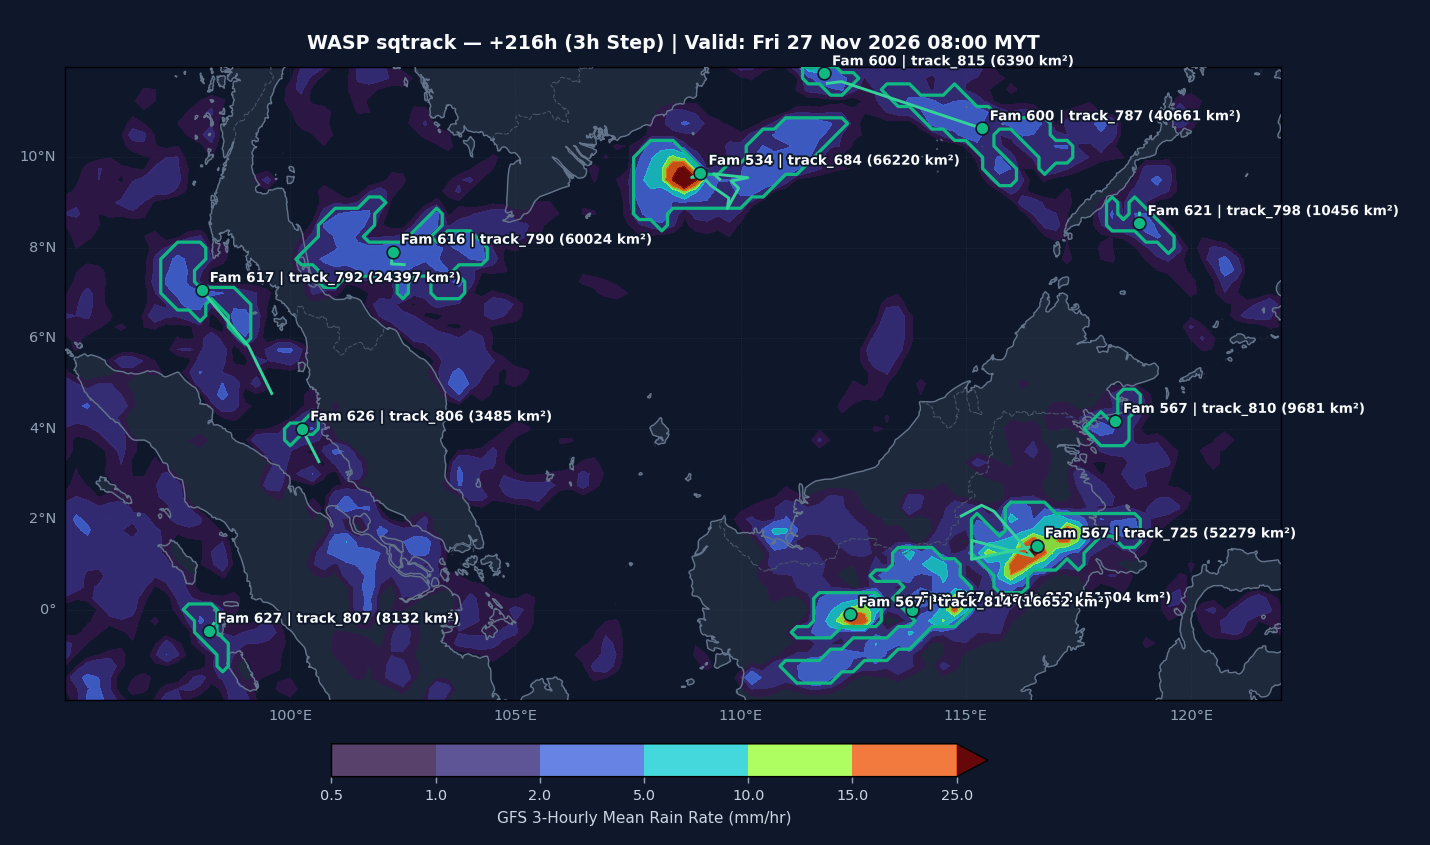 WASP sqtrack — +216h (3h Step) | Valid: Fri 27 Nov 2026 08:00 MYT
Fam 600 | track_815 (6390 km²)
Fam 600 | track_787 (40661 km²)
Fam 534 | track_684 (66220 km²)
Fam 621 | track_798 (10456 km²)
Fam 616 | track_790 (60024 km²)
Fam 617 | track_792 (24397 km²)
Fam 626 | track_806 (3485 km²)
Fam 567 | track_810 (9681 km²)
Fam 567 | track_725 (52279 km²)
Fam 567 | km²)
Fam 567 | track_814 (16652 km²)
Fam 627 | track_807 (8132 km²)
10°N
8°N
6°N
4°N
2°N
0°
100°E 105°E 110°E 115°E 120°E
0.5 1.0 2.0 5.0 10.0 15.0 25.0
GFS 3-Hourly Mean Rain Rate (mm/hr)